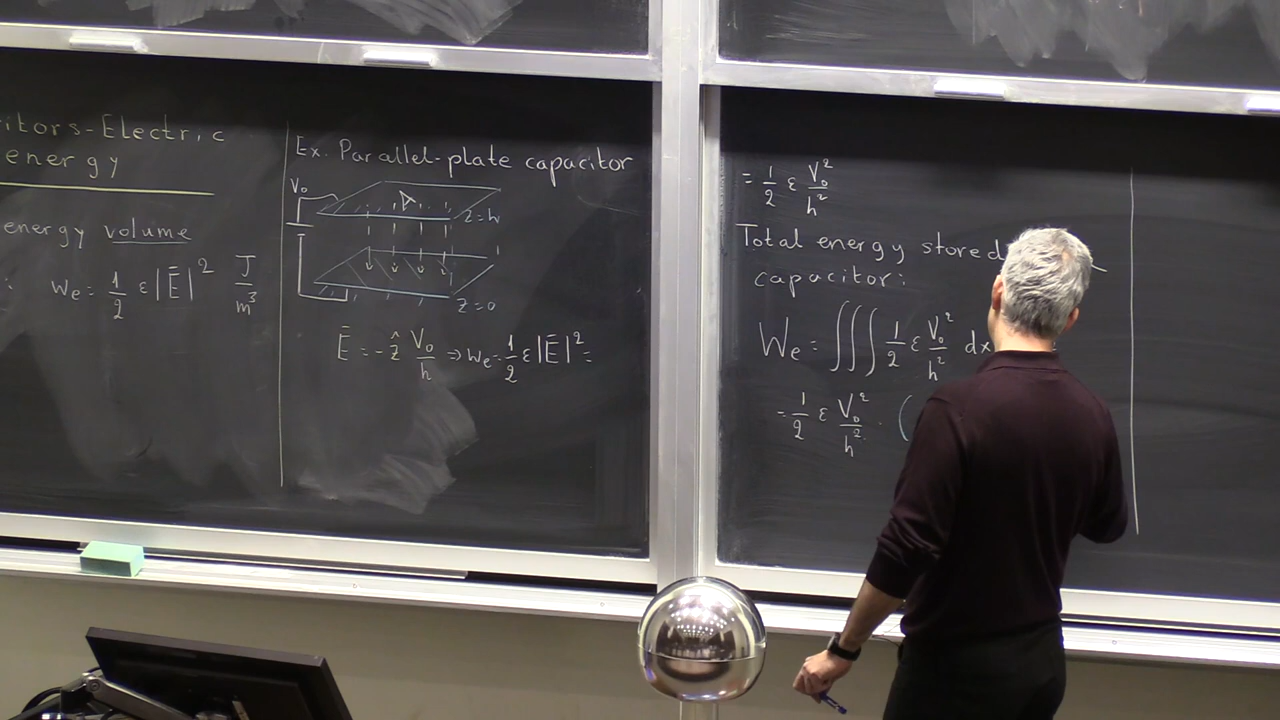 itors-Electric
energy
energy volume
: We = 1/2 ε|Ē|² J/m³
Ex. Parallel-plate capacitor
V₀
A
z=h
z=0
Ē = -ẑ V₀/h ⇒ We = 1/2 ε|Ē|² =
= 1/2 ε V₀²/h²
Total energy stored
capacitor:
We = ∭ 1/2 ε V₀²/h² dx
= 1/2 ε V₀²/h² · (